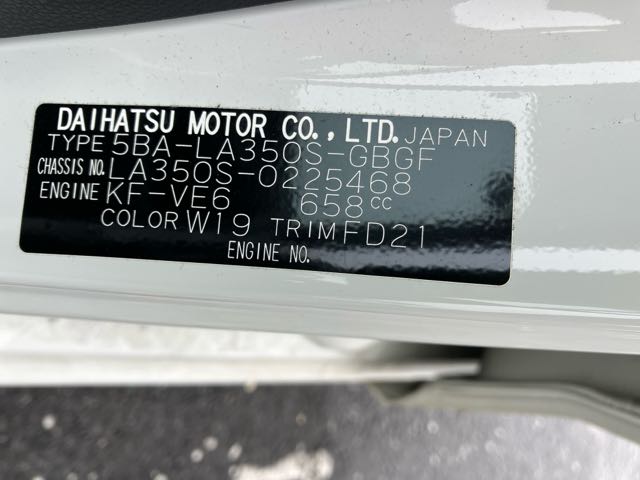 DAIHATSU MOTOR CO.,LTD. JAPAN
TYPE 5BA-LA350S-GBGF
CHASSIS NO. LA350S-0225468
ENGINE KF-VE6 658cc
COLOR W19 TRIM FD21
ENGINE NO.